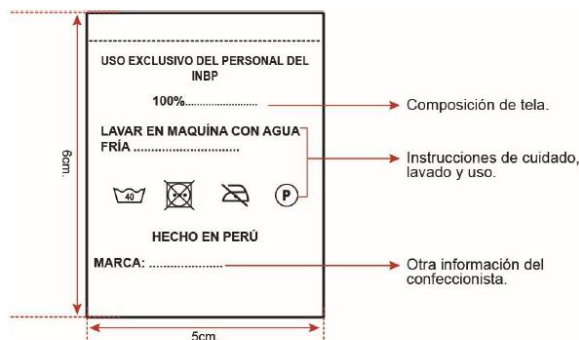 USO EXCLUSIVO DEL PERSONAL DEL
INBP
100%........................
Composición de tela.
LAVAR EN MAQUÍNA CON AGUA
FRÍA ............................
Instrucciones de cuidado,
lavado y uso.
40
P
HECHO EN PERÚ
MARCA: ....................
Otra información del
confeccionista.
6cm.
5cm.